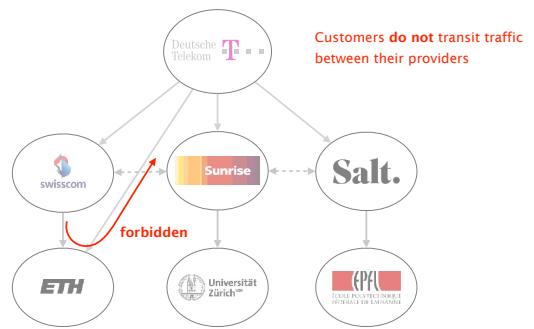 Deutsche
Telekom
T
Customers do not transit traffic
between their providers
swisscom
Sunrise
Salt.
forbidden
ETH
Universität
Zürich UZH
EPFL
ÉCOLE POLYTECHNIQUE
FÉDÉRALE DE LAUSANNE